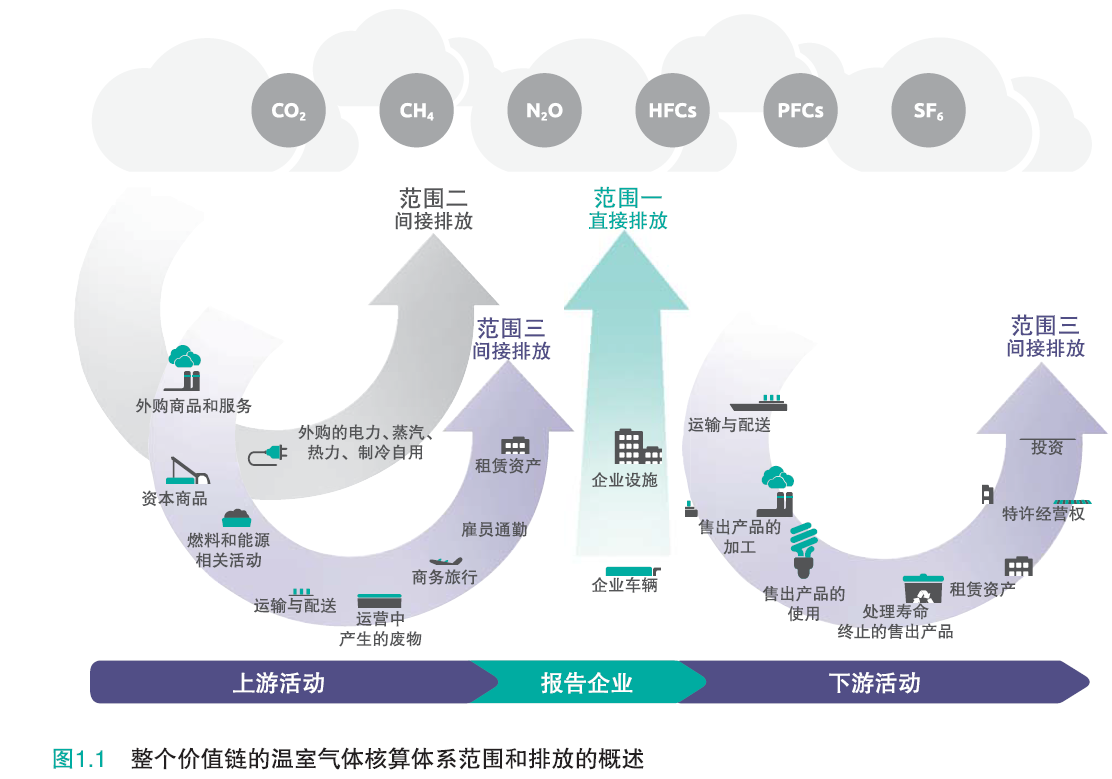 CO₂
CH₄
N₂O
HFCs
PFCs
SF₆
范围二
间接排放
范围一
直接排放
范围三
间接排放
范围三
间接排放
外购商品和服务
外购的电力、蒸汽、
热力、制冷自用
资本商品
燃料和能源
相关活动
运输与配送
运营中
产生的废物
商务旅行
雇员通勤
租赁资产
企业设施
企业车辆
运输与配送
售出产品的
加工
售出产品的
使用
处理寿命
终止的售出产品
租赁资产
特许经营权
投资
上游活动
报告企业
下游活动
图1.1 整个价值链的温室气体核算体系范围和排放的概述